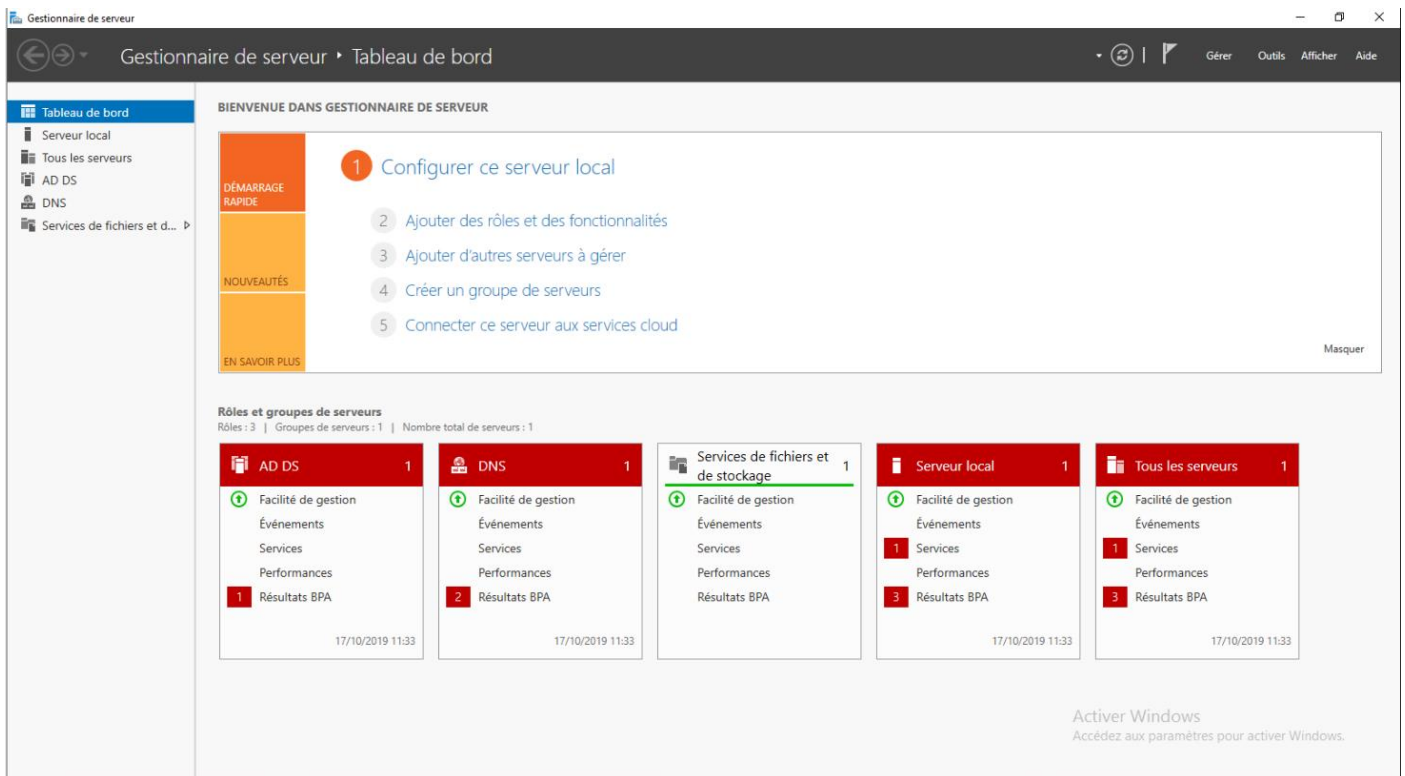 Gestionnaire de serveur
Gestionnaire de serveur ‣ Tableau de bord
Gérer Outils Afficher Aide
Tableau de bord
Serveur local
Tous les serveurs
AD DS
DNS
Services de fichiers et d...
BIENVENUE DANS GESTIONNAIRE DE SERVEUR
DÉMARRAGE
RAPIDE
NOUVEAUTÉS
EN SAVOIR PLUS
1 Configurer ce serveur local
2 Ajouter des rôles et des fonctionnalités
3 Ajouter d'autres serveurs à gérer
4 Créer un groupe de serveurs
5 Connecter ce serveur aux services cloud
Masquer
Rôles et groupes de serveurs
Rôles : 3 | Groupes de serveurs : 1 | Nombre total de serveurs : 1
AD DS 1
Facilité de gestion
Événements
Services
Performances
1 Résultats BPA
17/10/2019 11:33
DNS 1
Facilité de gestion
Événements
Services
Performances
2 Résultats BPA
17/10/2019 11:33
Services de fichiers et
de stockage 1
Facilité de gestion
Événements
Services
Performances
Résultats BPA
Serveur local 1
Facilité de gestion
Événements
1 Services
Performances
3 Résultats BPA
17/10/2019 11:33
Tous les serveurs 1
Facilité de gestion
Événements
1 Services
Performances
3 Résultats BPA
17/10/2019 11:33
Activer Windows
Accédez aux paramètres pour activer Windows.